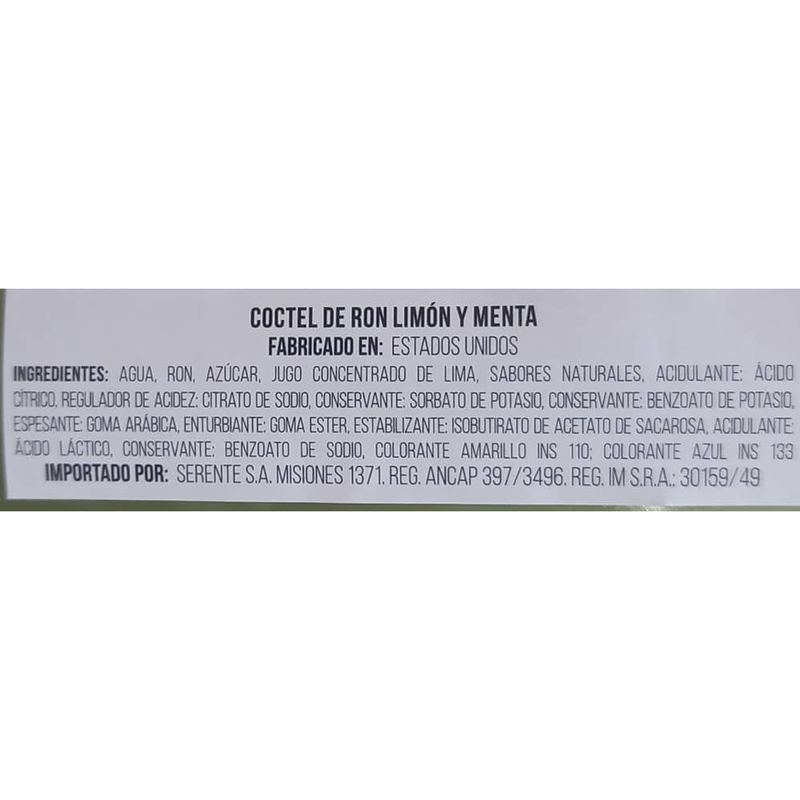 COCTEL DE RON LIMÓN Y MENTA
FABRICADO EN: ESTADOS UNIDOS
INGREDIENTES: AGUA, RON, AZÚCAR, JUGO CONCENTRADO DE LIMA, SABORES NATURALES, ACIDULANTE: ÁCIDO
CÍTRICO, REGULADOR DE ACIDEZ: CITRATO DE SODIO, CONSERVANTE: SORBATO DE POTASIO, CONSERVANTE: BENZOATO DE POTASIO,
ESPESANTE: GOMA ARÁBICA, ENTURBIANTE: GOMA ESTER, ESTABILIZANTE: ISOBUTIRATO DE ACETATO DE SACAROSA, ACIDULANTE:
ÁCIDO LÁCTICO, CONSERVANTE: BENZOATO DE SODIO, COLORANTE AMARILLO INS 110; COLORANTE AZUL INS 133
IMPORTADO POR: SERENTE S.A. MISIONES 1371. REG. ANCAP 397/3496. REG. IM S.R.A.: 30159/49